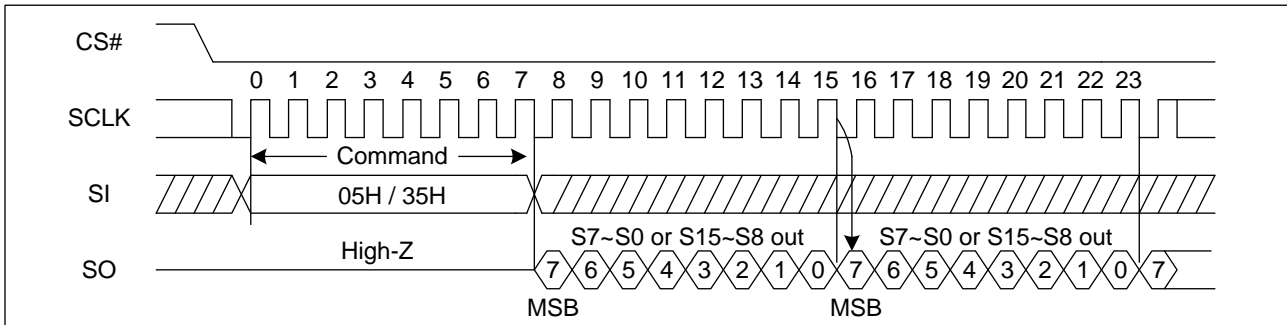 CS#
0 1 2 3 4 5 6 7 8 9 10 11 12 13 14 15 16 17 18 19 20 21 22 23
SCLK
Command
SI
05H / 35H
S7~S0 or S15~S8 out S7~S0 or S15~S8 out
High-Z
SO
7 6 5 4 3 2 1 0 7 6 5 4 3 2 1 0 7
MSB MSB